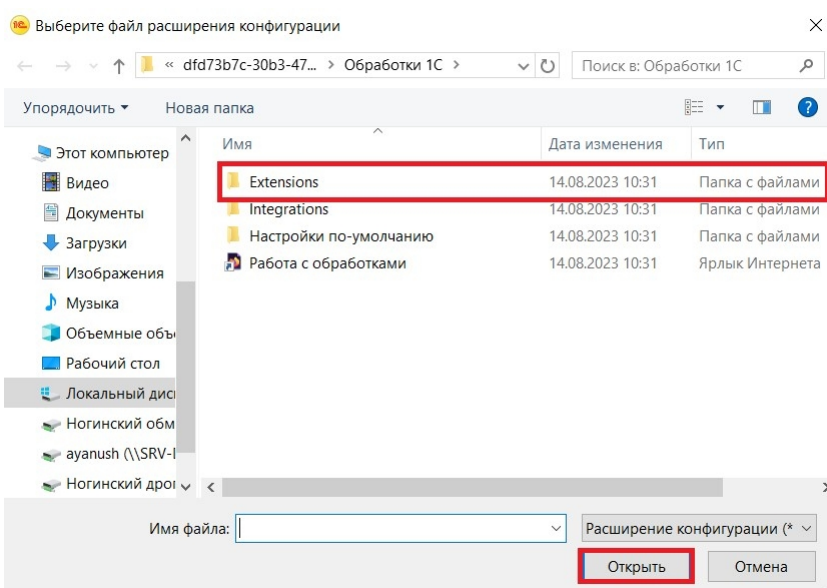 Выберите файл расширения конфигурации
« dfd73b7c-30b3-47... > Обработки 1С >
Поиск в: Обработки 1С
Упорядочить
Новая папка
Имя
Дата изменения
Тип
Этот компьютер
Видео
Документы
Загрузки
Изображения
Музыка
Объемные объ
Рабочий стол
Локальный дис
Ногинский обм
ayanush (\\SRV-
Ногинский дрог
Extensions 14.08.2023 10:31 Папка с файлами
Integrations 14.08.2023 10:31 Папка с файлами
Настройки по-умолчанию 14.08.2023 10:31 Папка с файлами
Работа с обработками 14.08.2023 10:31 Ярлык Интернета
Имя файла:
Расширение конфигурации (*
Открыть
Отмена